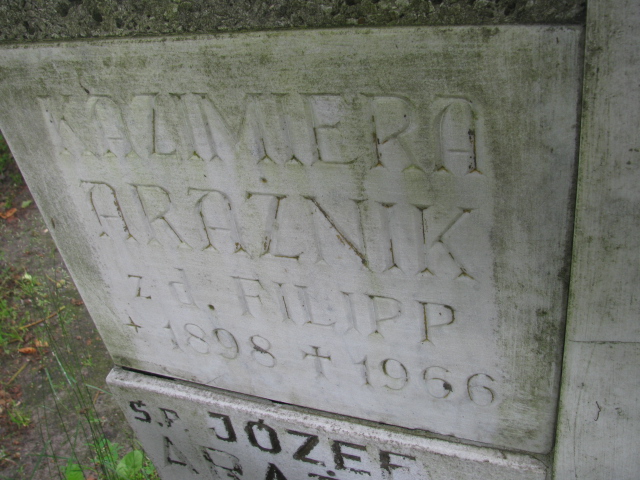 KAZIMIERA
ARAŹNIK
z d. FILIPP
* 1898 + 1966
Ś.P. JÓZEF